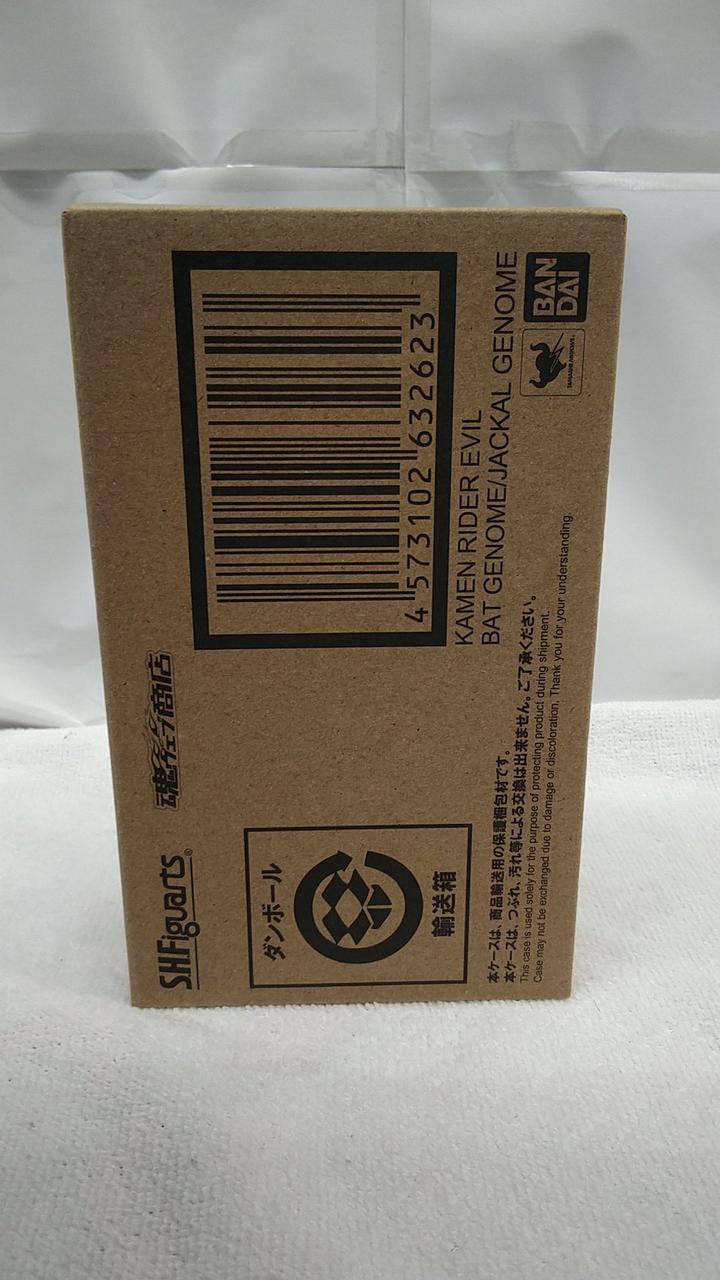 S.H.Figuarts®
魂ウェブ商店
ダンボール
輸送箱
4 573102 632623
KAMEN RIDER EVIL
BAT GENOME/JACKAL GENOME
本ケースは、商品輸送用の保護梱包材です。
本ケースは、つぶれ、汚れ等による交換は出来ません。ご了承ください。
This case is used solely for the purpose of protecting product during shipment.
Case may not be exchanged due to damage or discoloration. Thank you for your understanding.
TAMASHII NATIONS
BAN
DAI